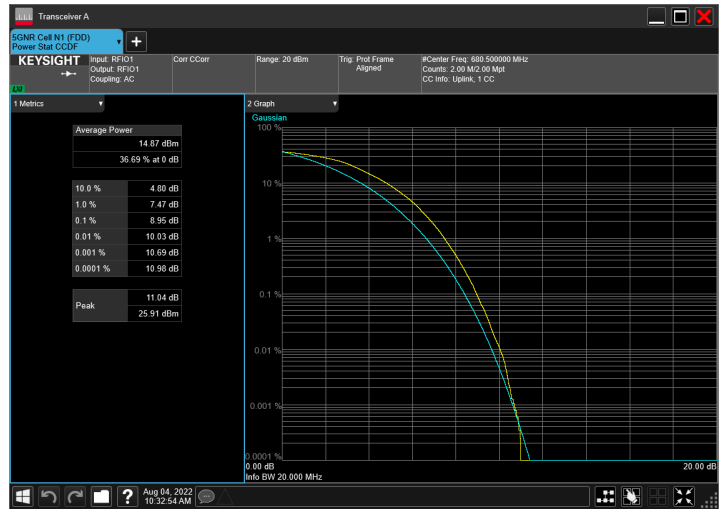 Transceiver A
5GNR Cell N1 (FDD)
Power Stat CCDF
KEYSIGHT
LXI
Input: RFIO1
Output: RFIO1
Coupling: AC
Corr CCorr
Range: 20 dBm
Trig: Prot Frame
Aligned
#Center Freq: 680.500000 MHz
Counts: 2.00 M/2.00 Mpt
CC Info: Uplink, 1 CC
1 Metrics
Average Power
14.87 dBm
36.69 % at 0 dB
10.0 % 4.80 dB
1.0 % 7.47 dB
0.1 % 8.95 dB
0.01 % 10.03 dB
0.001 % 10.69 dB
0.0001 % 10.98 dB
Peak 11.04 dB
25.91 dBm
2 Graph
Gaussian
100 %
10 %
1 %
0.1 %
0.01 %
0.001 %
0.0001 %
0.00 dB 20.00 dB
Info BW 20.000 MHz
? Aug 04, 2022
10:32:54 AM